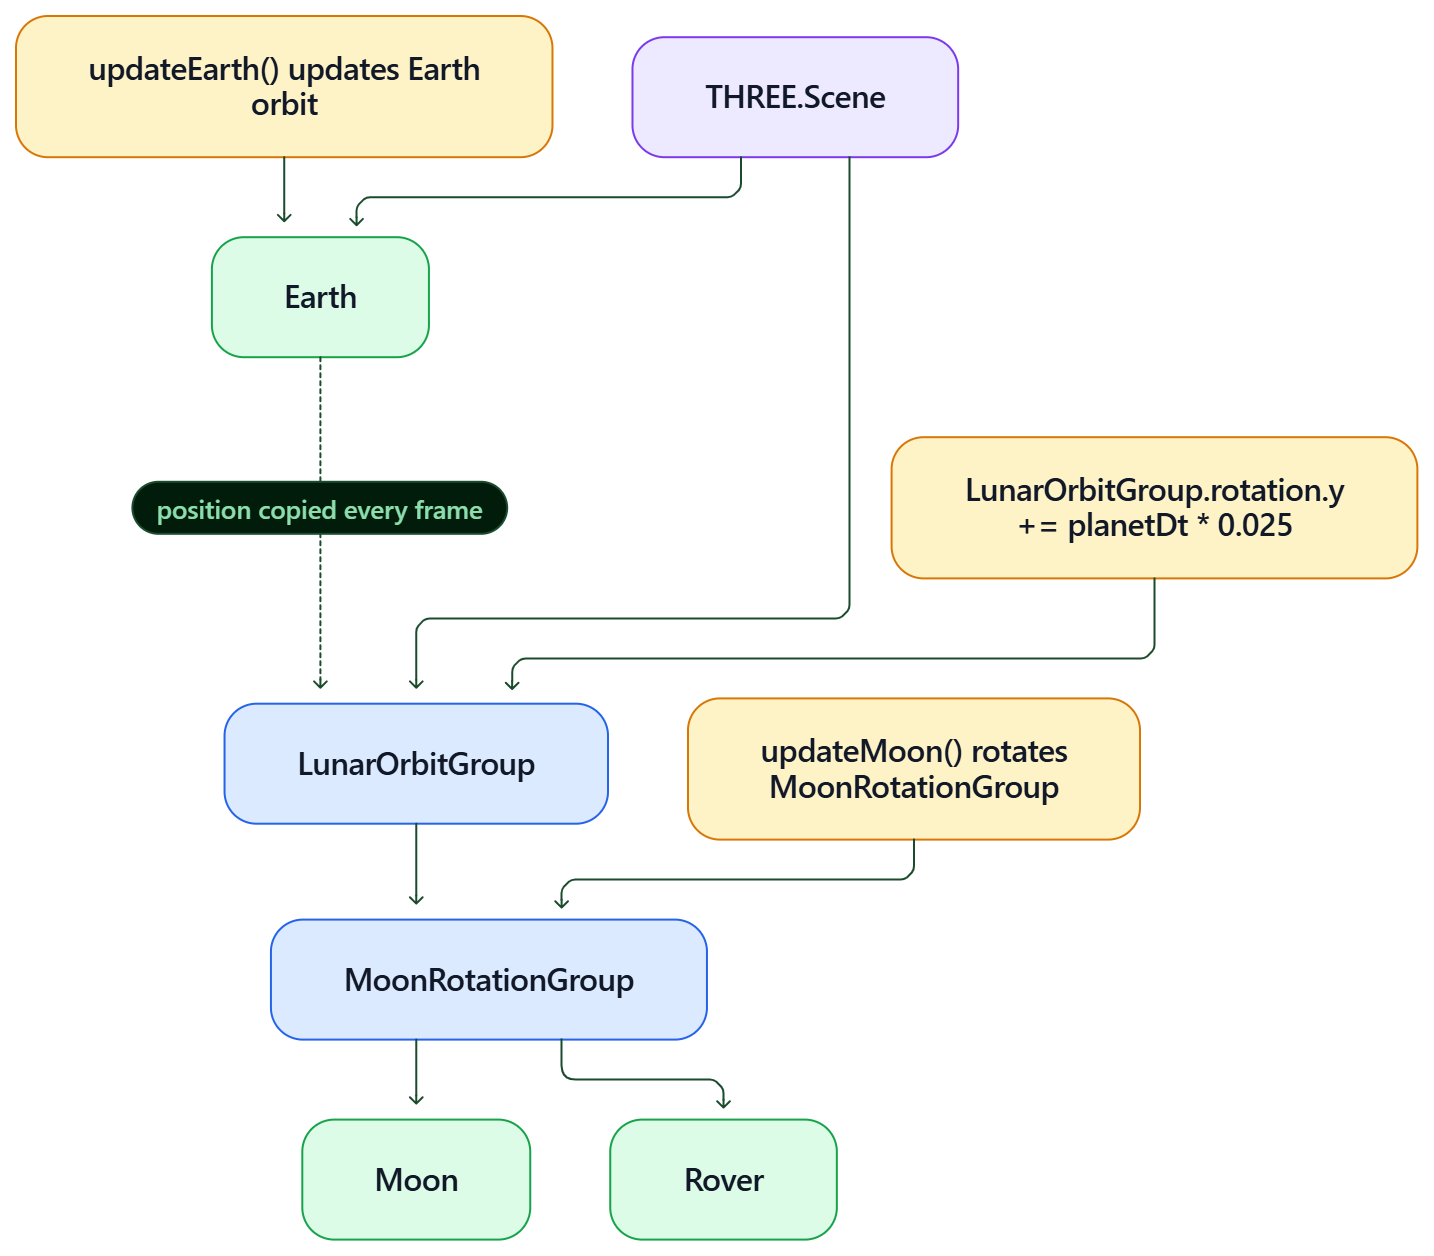 updateEarth() updates Earth
orbit
THREE.Scene
Earth
position copied every frame
LunarOrbitGroup.rotation.y
+= planetDt * 0.025
LunarOrbitGroup
updateMoon() rotates
MoonRotationGroup
MoonRotationGroup
Moon
Rover